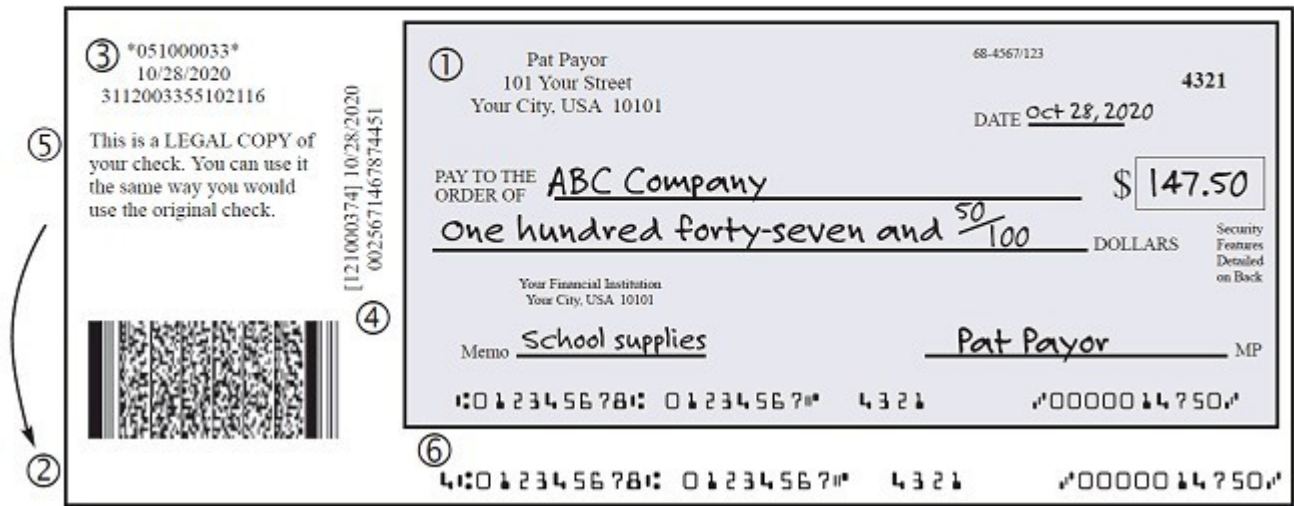 ③ *051000033*
10/28/2020
3112003355102116
⑤ This is a LEGAL COPY of
your check. You can use it
the same way you would
use the original check.
[121000374] 10/28/2020
0025671467874451
④
②
① Pat Payor
101 Your Street
Your City, USA 10101
68-4567/123
4321
DATE Oct 28, 2020
PAY TO THE
ORDER OF ABC Company $ 147.50
One hundred forty-seven and 50/100 DOLLARS
Security
Features
Detailed
on Back
Your Financial Institution
Your City, USA 10101
Memo School supplies Pat Payor MP
⑆012345678⑆ 01234567⑈ 4321 ⑇0000014750⑇
⑥
4⑆012345678⑆ 01234567⑈ 4321 ⑇0000014750⑇